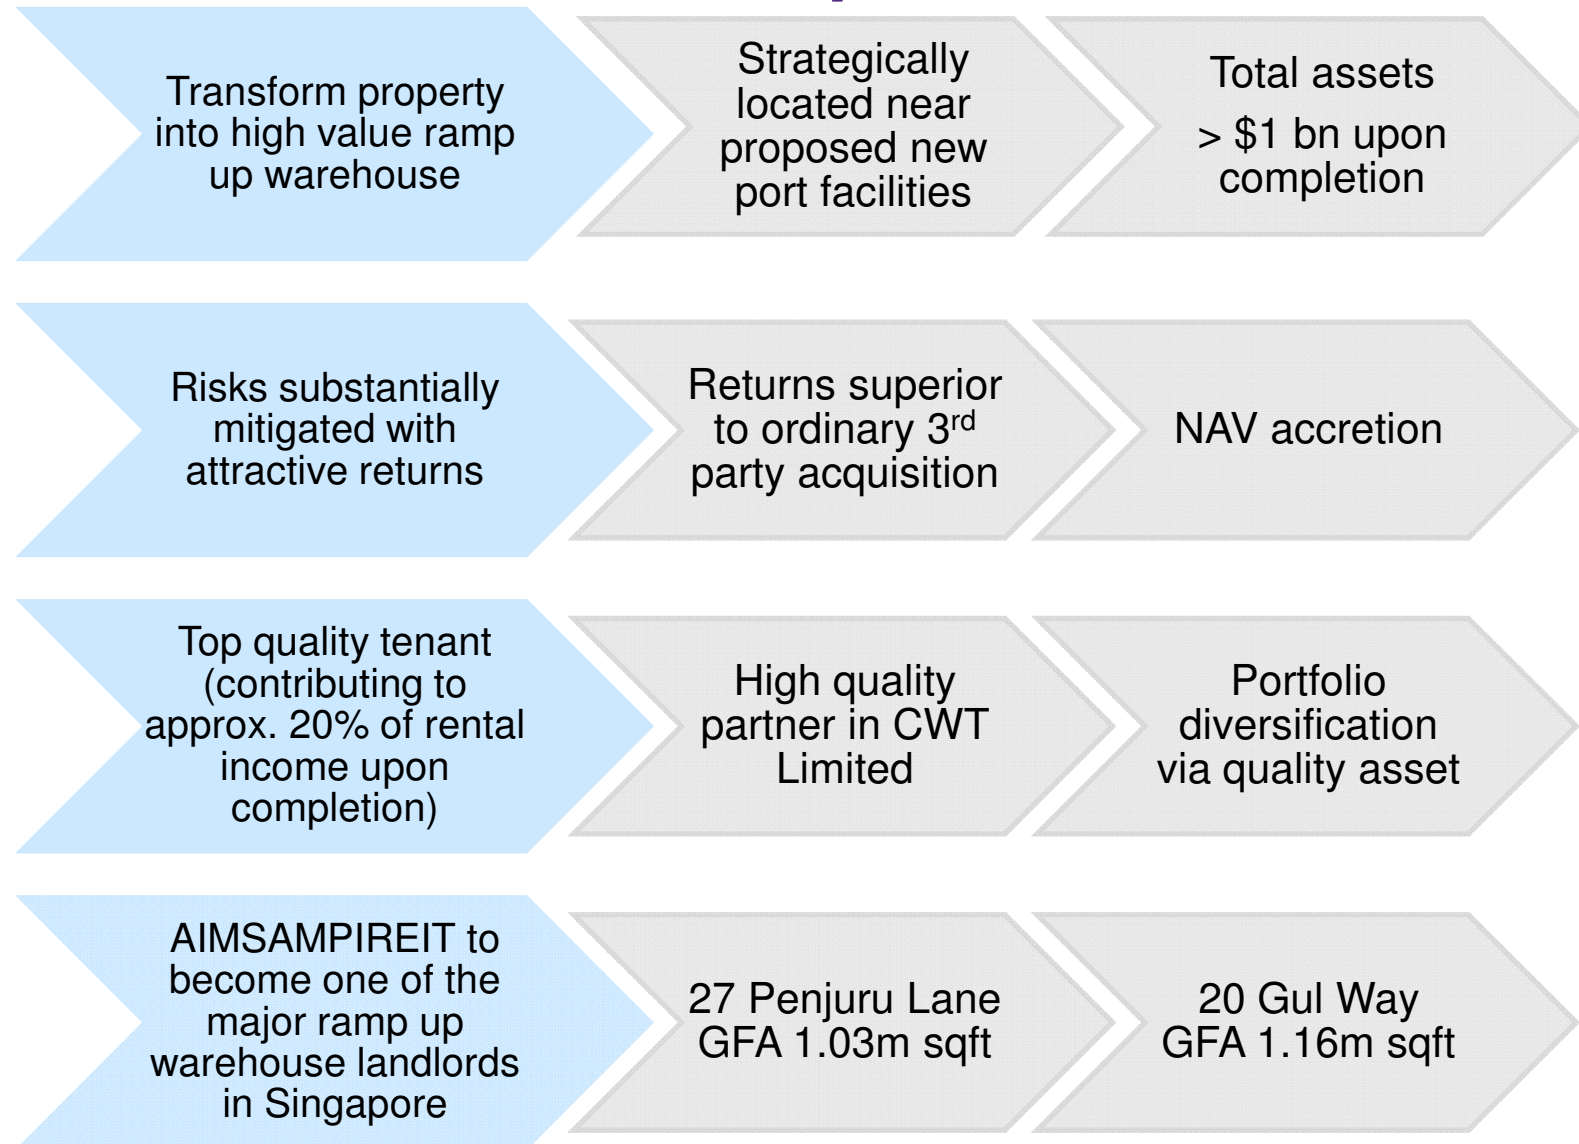 Transform property
into high value ramp
up warehouse
Strategically
located near
proposed new
port facilities
Total assets
> $1 bn upon
completion
Risks substantially
mitigated with
attractive returns
Returns superior
to ordinary 3rd
party acquisition
NAV accretion
Top quality tenant
(contributing to
approx. 20% of rental
income upon
completion)
High quality
partner in CWT
Limited
Portfolio
diversification
via quality asset
AIMSAMPIREIT to
become one of the
major ramp up
warehouse landlords
in Singapore
27 Penjuru Lane
GFA 1.03m sqft
20 Gul Way
GFA 1.16m sqft